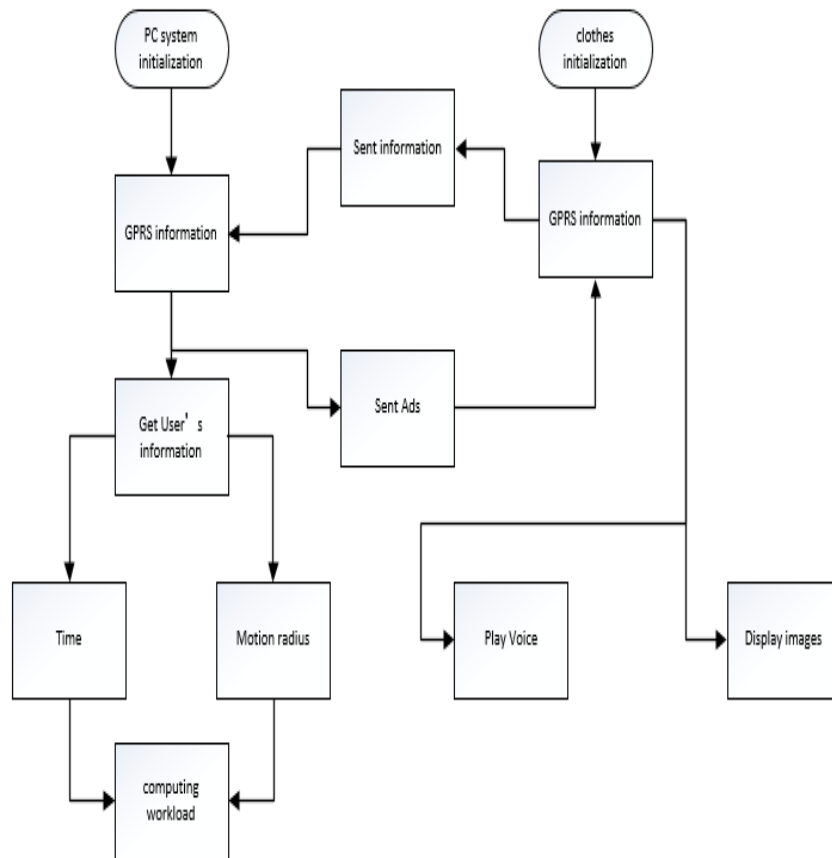 PC system
initialization
clothes
initialization
Sent information
GPRS information
GPRS information
Sent Ads
Get User' s
information
Time
Motion radius
Play Voice
Display images
computing
workload